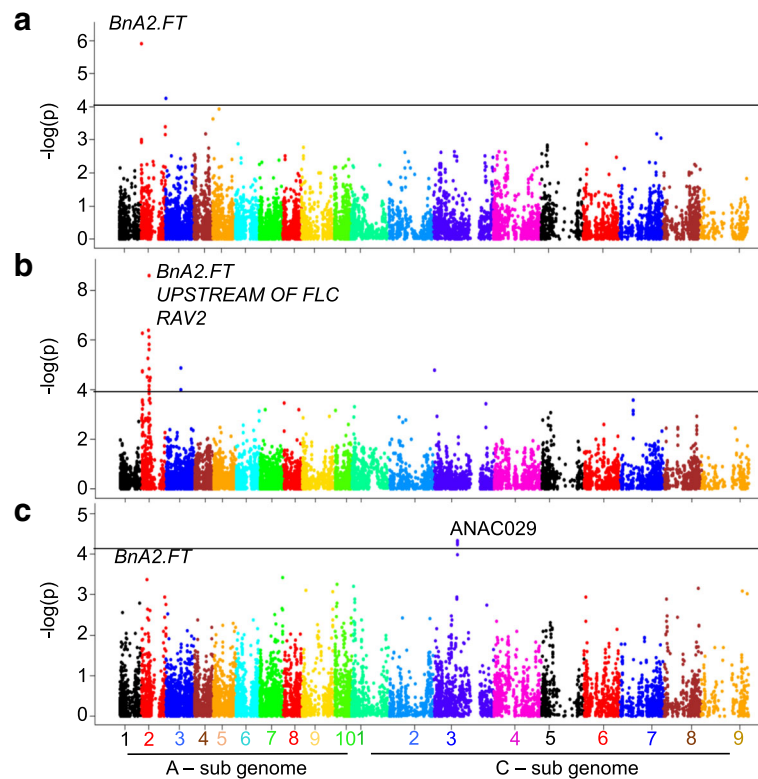 a
BnA2.FT
6
5
4
3
2
1
0
-log(p)
b
BnA2.FT
UPSTREAM OF FLC
RAV2
8
6
4
2
0
-log(p)
c
ANAC029
BnA2.FT
5
4
3
2
1
0
-log(p)
1 2 3 4 5 6 7 8 9 10 1 2 3 4 5 6 7 8 9
A – sub genome C – sub genome